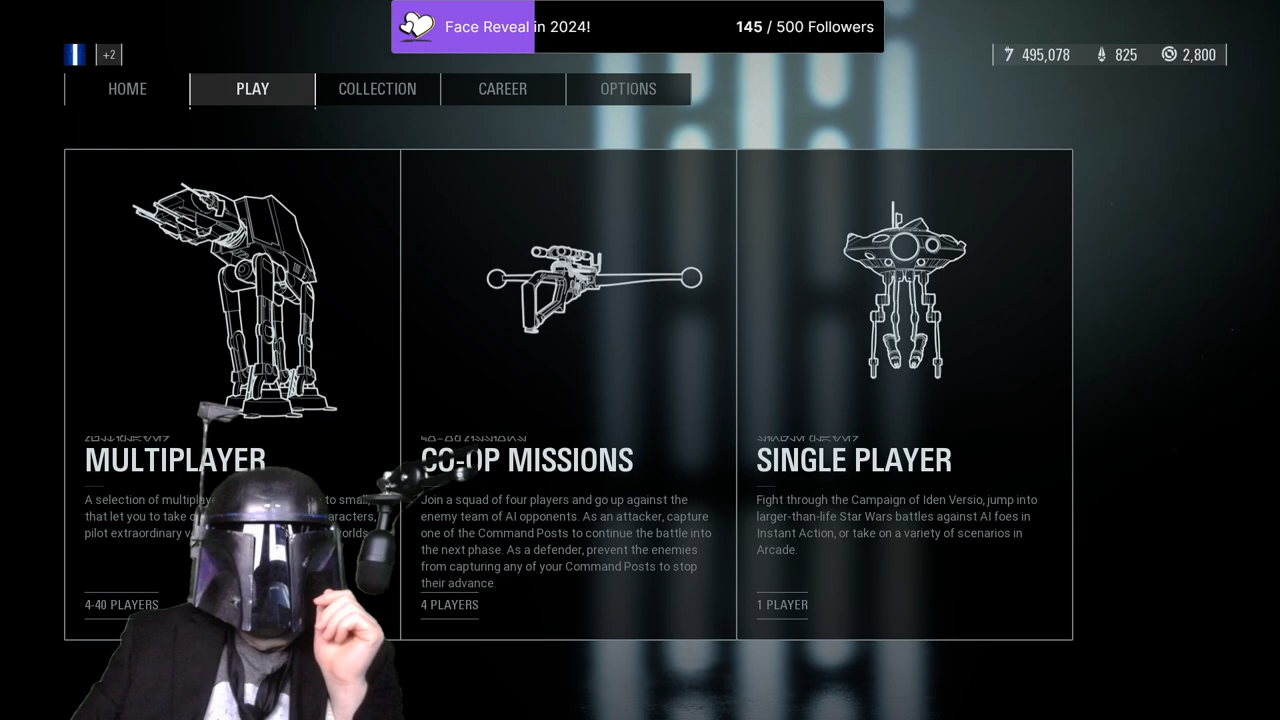 Face Reveal in 2024!
145 / 500 Followers
+2
495,078
825
2,800
HOME
PLAY
COLLECTION
CAREER
OPTIONS
MULTIPLAYER
A selection of multiplaye to small,
that let you to take aracters,
pilot extraordinary v worlds
4-40 PLAYERS
CO-OP MISSIONS
Join a squad of four players and go up against the
enemy team of AI opponents. As an attacker, capture
one of the Command Posts to continue the battle into
the next phase. As a defender, prevent the enemies
from capturing any of your Command Posts to stop
their advance.
4 PLAYERS
SINGLE PLAYER
Fight through the Campaign of Iden Versio, jump into
larger-than-life Star Wars battles against AI foes in
Instant Action, or take on a variety of scenarios in
Arcade.
1 PLAYER